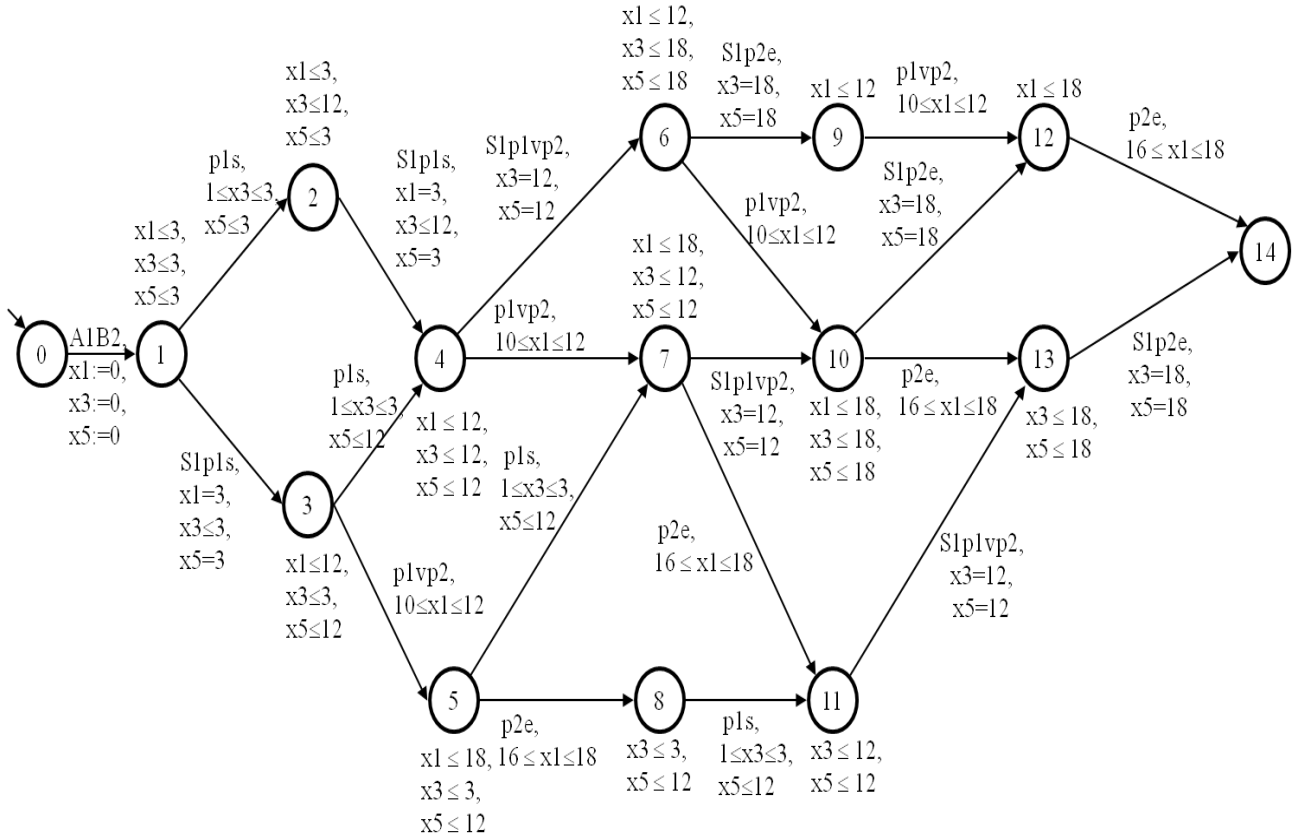 x1 ≤ 12,
x3 ≤ 18,
x5 ≤ 18
S1p2e,
x3=18,
x5=18
x1 ≤ 12
p1vp2,
10≤x1≤12
x1 ≤ 18
p2e,
16 ≤ x1≤18
x1≤3,
x3≤12,
x5≤3
p1s,
1≤x3≤3,
x5≤3
2
S1p1s,
x1=3,
x3≤12,
x5=3
S1p1vp2,
x3=12,
x5=12
6
9
12
p1vp2,
10≤x1≤12
S1p2e,
x3=18,
x5=18
x1≤3,
x3≤3,
x5≤3
x1 ≤ 18,
x3 ≤ 12,
x5 ≤ 12
14
0
A1B2,
x1:=0,
x3:=0,
x5:=0
1
p1s,
1≤x3≤3,
x5≤12
4
p1vp2,
10≤x1≤12
7
S1p1vp2,
x3=12,
x5=12
10
p2e,
16 ≤ x1≤18
13
S1p2e,
x3=18,
x5=18
x1 ≤ 12,
x3 ≤ 12,
x5 ≤ 12
p1s,
1≤x3≤3,
x5≤12
x1 ≤ 18,
x3 ≤ 18,
x5 ≤ 18
x3 ≤ 18,
x5 ≤ 18
S1p1s,
x1=3,
x3≤3,
x5=3
3
x1≤12,
x3≤3,
x5≤12
p1vp2,
10≤x1≤12
p2e,
16 ≤ x1≤18
S1p1vp2,
x3=12,
x5=12
5
p2e,
16 ≤ x1≤18
8
p1s,
1≤x3≤3,
x5≤12
11
x1 ≤ 18,
x3 ≤ 3,
x5 ≤ 12
x3 ≤ 3,
x5 ≤ 12
x3 ≤ 12,
x5 ≤ 12